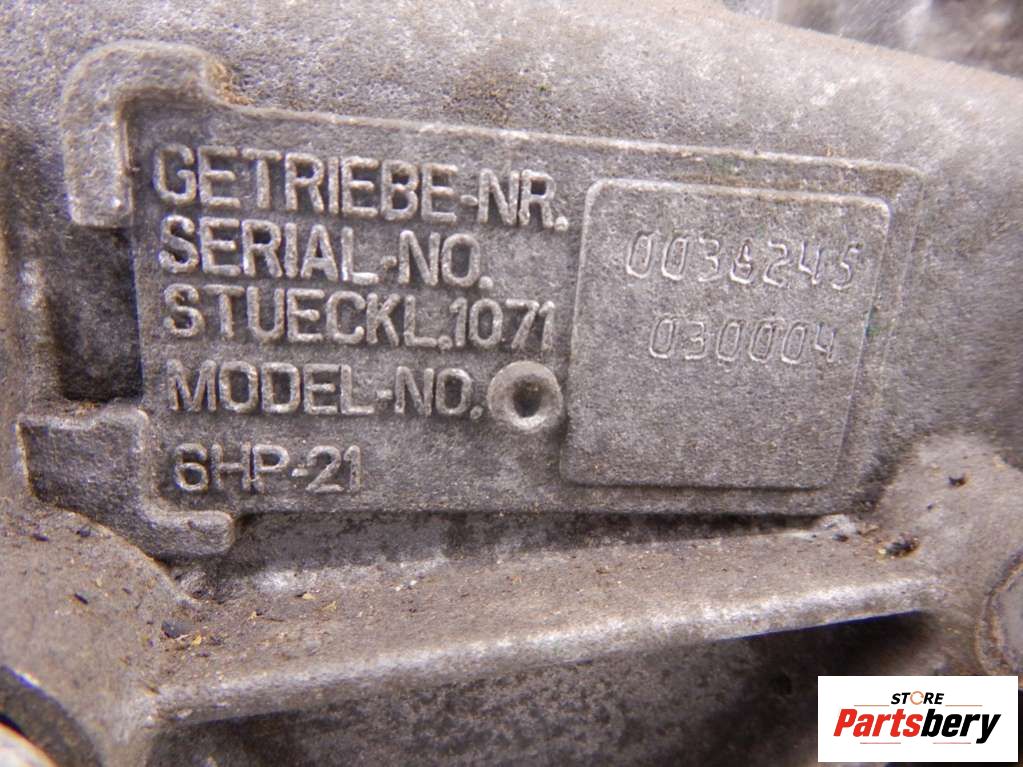 GETRIEBE-NR.
SERIAL-NO.
STUECKL.1071
MODEL-NO.
6HP-21
0038245
030004
STORE
Partsbery